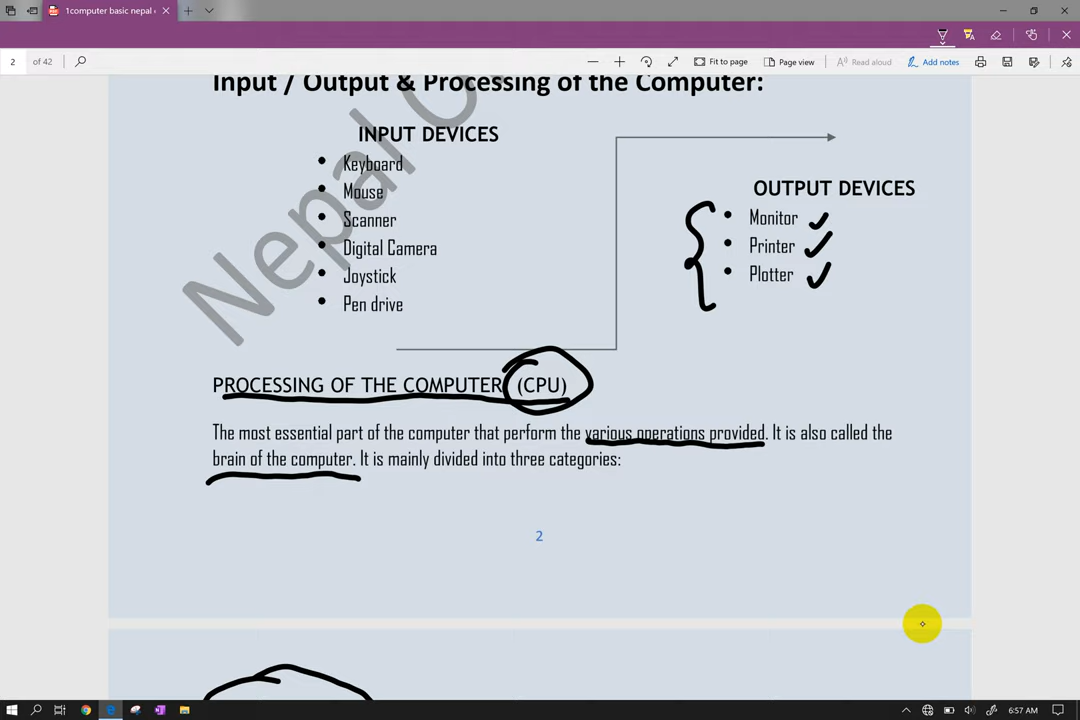 1computer basic nepal
2
of 42
Fit to page
Page view
Read aloud
Add notes
Input / Output & Processing of the Computer:
INPUT DEVICES
• Keyboard
• Mouse
• Scanner
• Digital Camera
• Joystick
• Pen drive
OUTPUT DEVICES
• Monitor
• Printer
• Plotter
Nepal
PROCESSING OF THE COMPUTER (CPU)
The most essential part of the computer that perform the various operations provided. It is also called the
brain of the computer. It is mainly divided into three categories:
2
6:57 AM